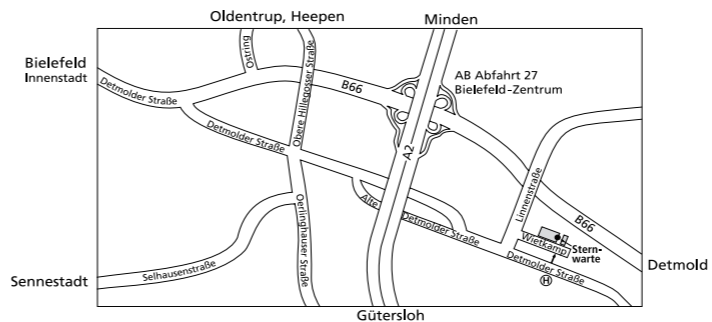 Oldentrup, Heepen
Minden
Bielefeld
Innenstadt
Ostring
Obere Hillegosser Straße
B66
AB Abfahrt 27
Bielefeld-Zentrum
Detmolder Straße
Detmolder Straße
A2
Linnenstraße
Alte Detmolder Straße
Oerlinghauser Straße
B66
Wietkamp
Stern-
warte
Selhausenstraße
Detmolder Straße
H
Detmold
Sennestadt
Gütersloh